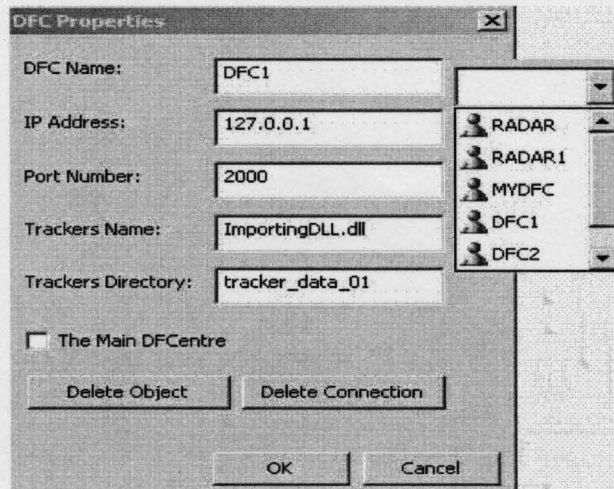 DFC Properties
DFC Name:
DFC1
IP Address:
127.0.0.1
Port Number:
2000
Trackers Name:
ImportingDLL.dll
Trackers Directory:
tracker_data_01
The Main DFCentre
Delete Object
Delete Connection
OK
Cancel
RADAR
RADAR1
MYDFC
DFC1
DFC2